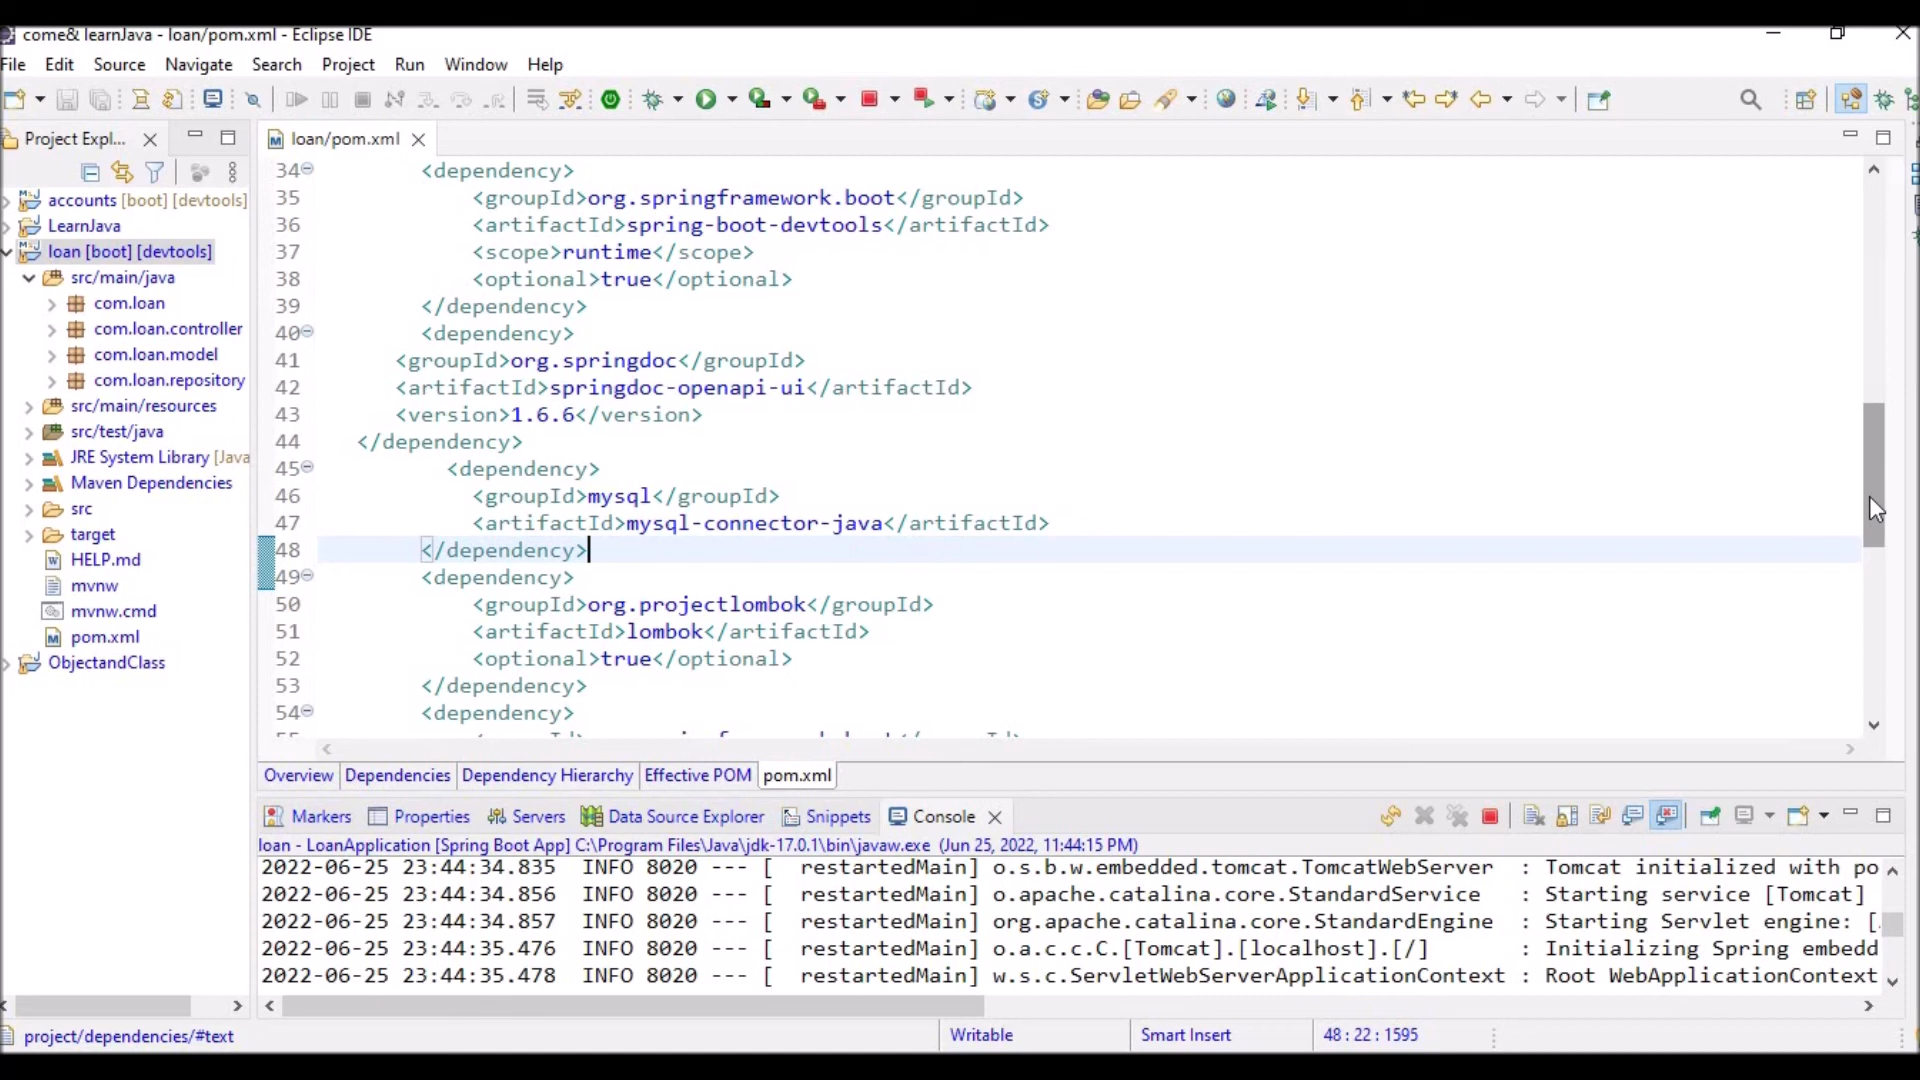 come& learnJava - loan/pom.xml - Eclipse IDE
File Edit Source Navigate Search Project Run Window Help
Project Expl...
loan/pom.xml
accounts [boot] [devtools]
LearnJava
loan [boot] [devtools]
src/main/java
com.loan
com.loan.controller
com.loan.model
com.loan.repository
src/main/resources
src/test/java
JRE System Library [Java
Maven Dependencies
src
target
HELP.md
mvnw
mvnw.cmd
pom.xml
ObjectandClass
34 <dependency>
35 <groupId>org.springframework.boot</groupId>
36 <artifactId>spring-boot-devtools</artifactId>
37 <scope>runtime</scope>
38 <optional>true</optional>
39 </dependency>
40 <dependency>
41 <groupId>org.springdoc</groupId>
42 <artifactId>springdoc-openapi-ui</artifactId>
43 <version>1.6.6</version>
44 </dependency>
45 <dependency>
46 <groupId>mysql</groupId>
47 <artifactId>mysql-connector-java</artifactId>
48 </dependency>
49 <dependency>
50 <groupId>org.projectlombok</groupId>
51 <artifactId>lombok</artifactId>
52 <optional>true</optional>
53 </dependency>
54 <dependency>
Overview Dependencies Dependency Hierarchy Effective POM pom.xml
Markers Properties Servers Data Source Explorer Snippets Console
loan - LoanApplication [Spring Boot App] C:\Program Files\Java\jdk-17.0.1\bin\javaw.exe (Jun 25, 2022, 11:44:15 PM)
2022-06-25 23:44:34.835 INFO 8020 --- [ restartedMain] o.s.b.w.embedded.tomcat.TomcatWebServer : Tomcat initialized with po
2022-06-25 23:44:34.856 INFO 8020 --- [ restartedMain] o.apache.catalina.core.StandardService : Starting service [Tomcat]
2022-06-25 23:44:34.857 INFO 8020 --- [ restartedMain] org.apache.catalina.core.StandardEngine : Starting Servlet engine: [
2022-06-25 23:44:35.476 INFO 8020 --- [ restartedMain] o.a.c.c.C.[Tomcat].[localhost].[/] : Initializing Spring embedd
2022-06-25 23:44:35.478 INFO 8020 --- [ restartedMain] w.s.c.ServletWebServerApplicationContext : Root WebApplicationContext
project/dependencies/#text
Writable
Smart Insert
48 : 22 : 1595